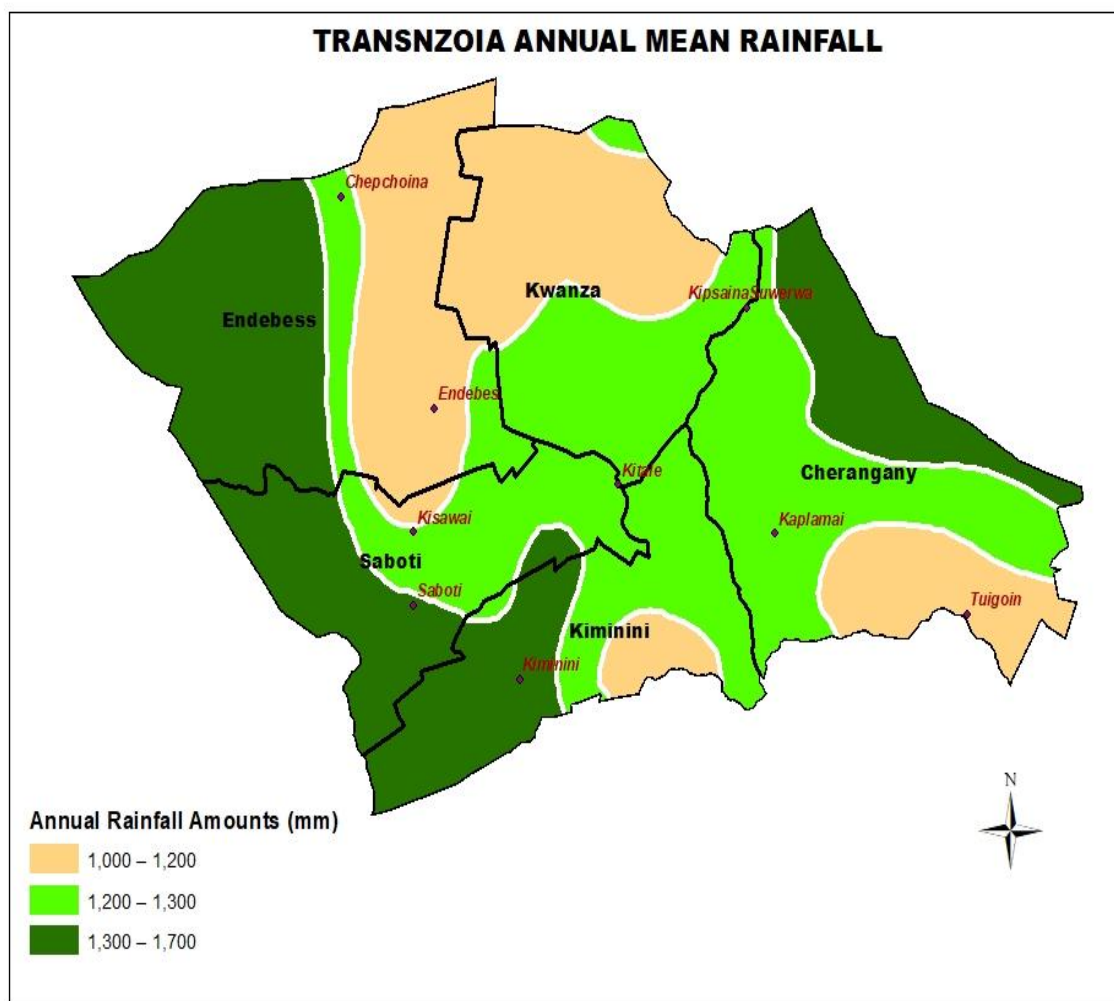 TRANSNZOIA ANNUAL MEAN RAINFALL
Chepchoina
Kwanza
KipsainaSuwerwa
Endebess
Endebes
Kitale
Cherangany
Kisawai
Kaplamai
Saboti
Saboti
Tuigoin
Kiminini
Kiminini
N
Annual Rainfall Amounts (mm)
1,000 – 1,200
1,200 – 1,300
1,300 – 1,700